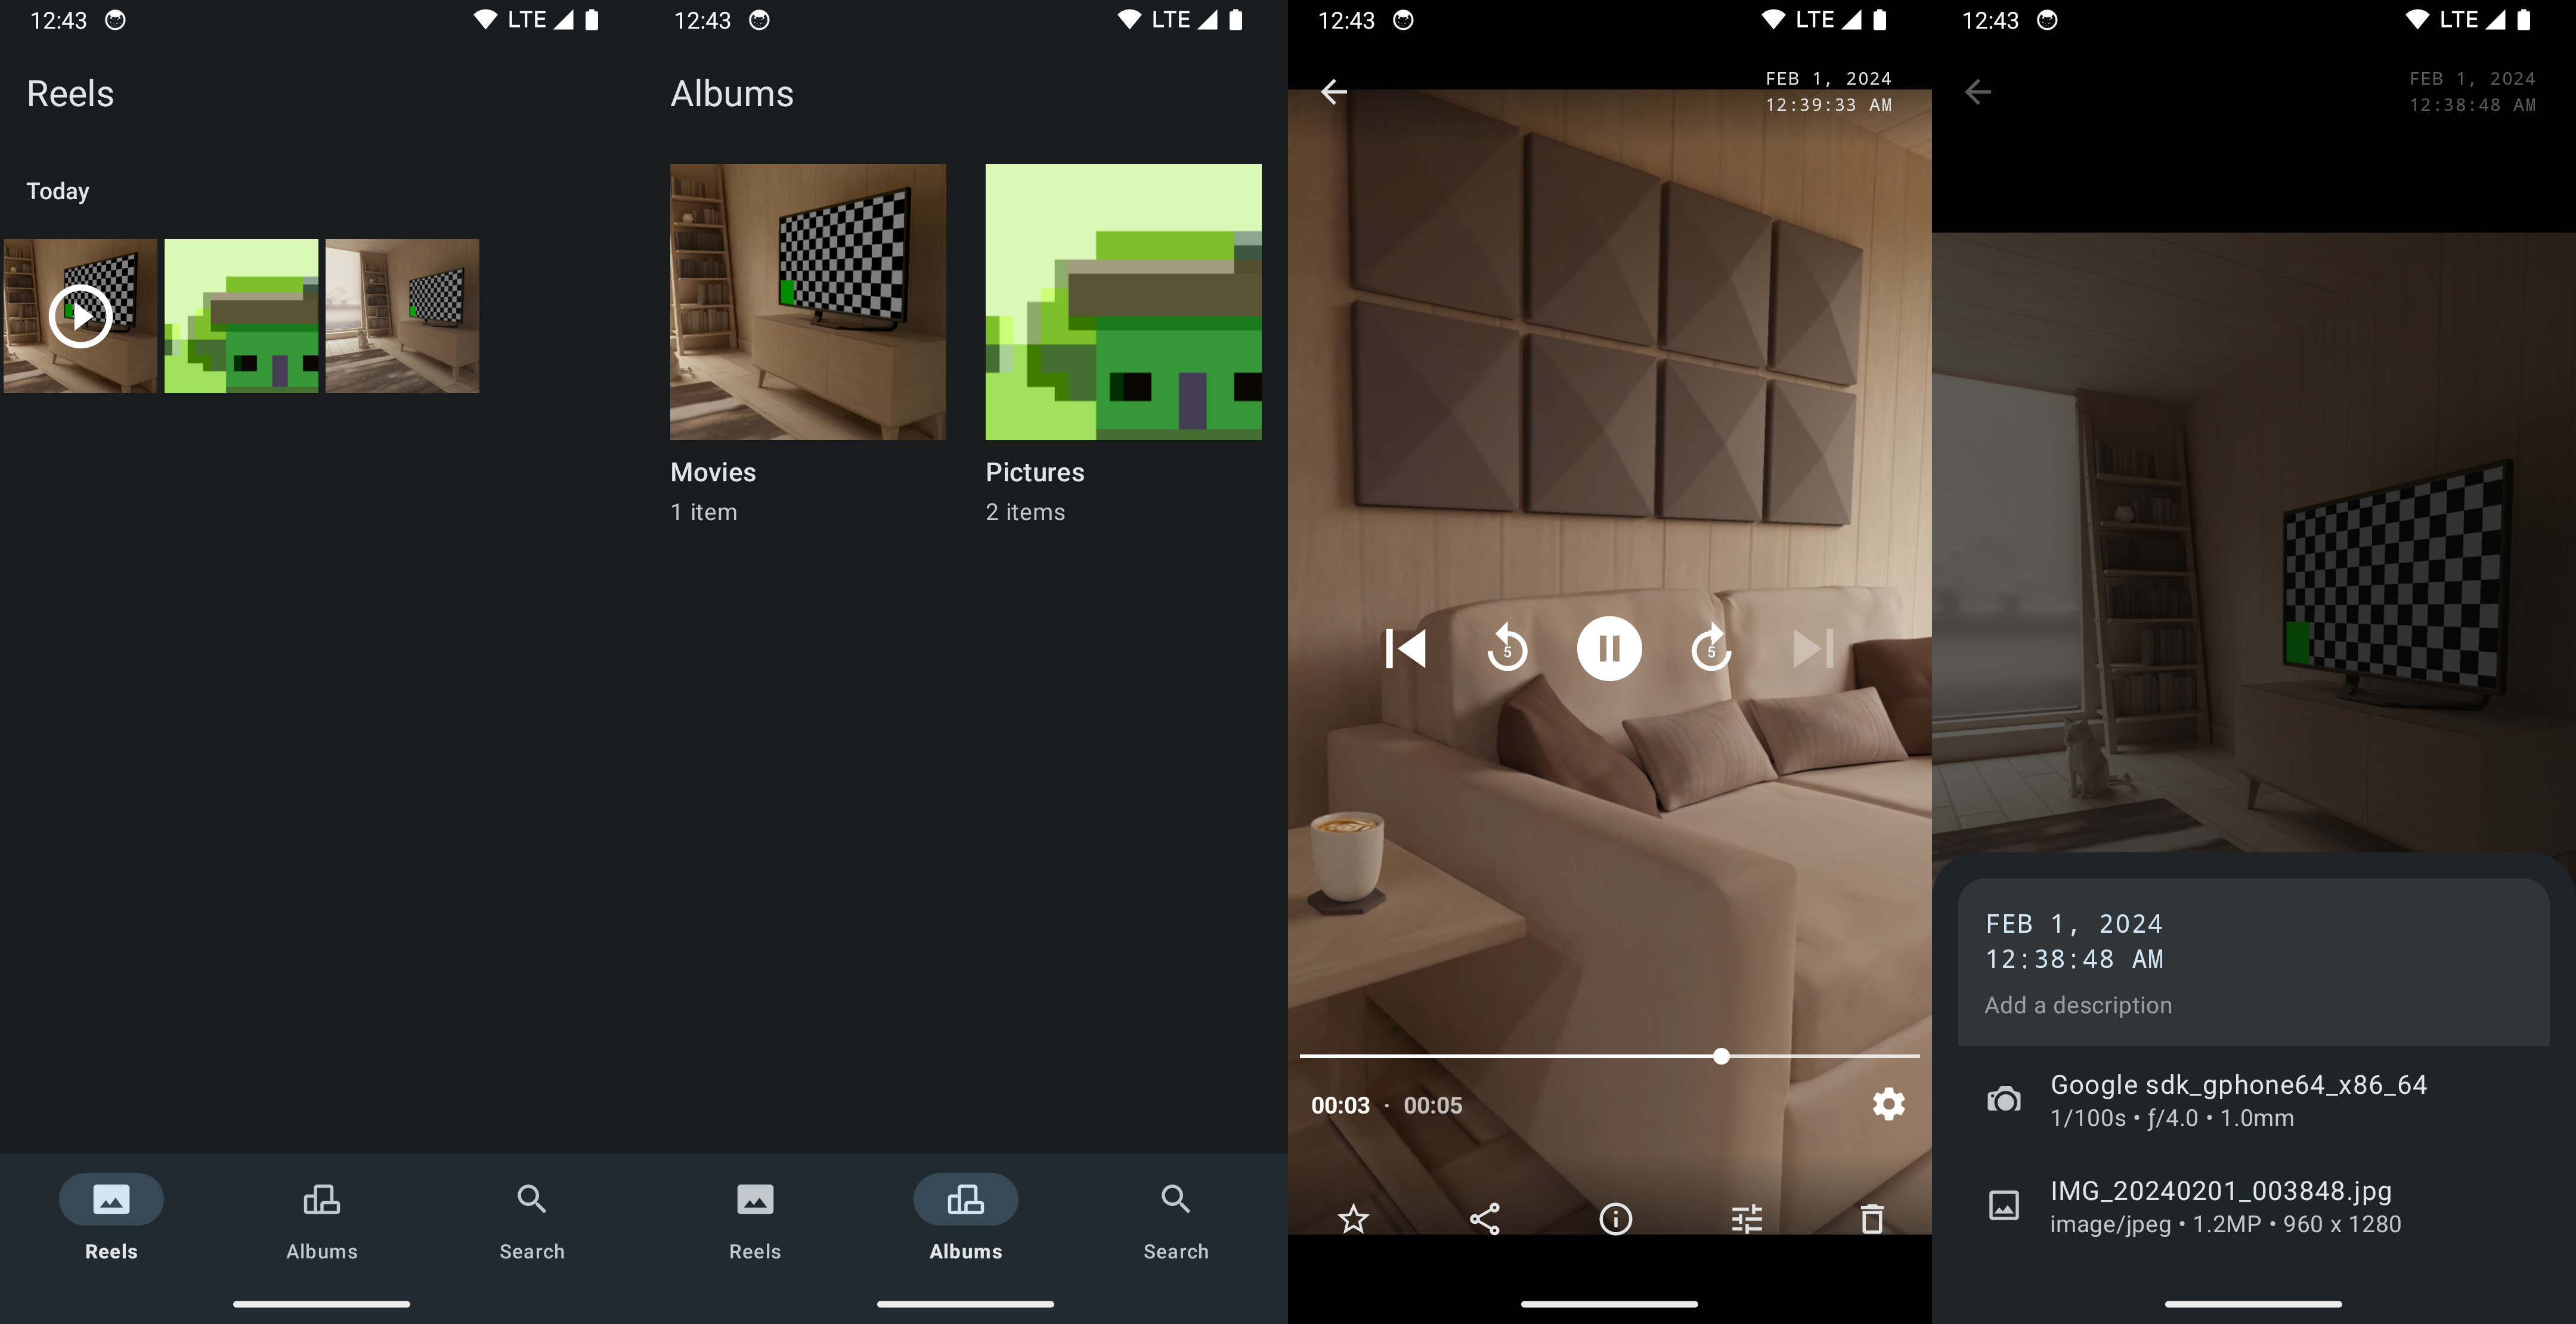 12:43
LTE
Reels
Today
Reels
Albums
Search
12:43
LTE
Albums
Movies
1 item
Pictures
2 items
Reels
Albums
Search
12:43
LTE
FEB 1, 2024
12:39:33 AM
5
5
00:03 · 00:05
12:43
LTE
FEB 1, 2024
12:38:48 AM
FEB 1, 2024
12:38:48 AM
Add a description
Google sdk_gphone64_x86_64
1/100s • ƒ/4.0 • 1.0mm
IMG_20240201_003848.jpg
image/jpeg • 1.2MP • 960 x 1280